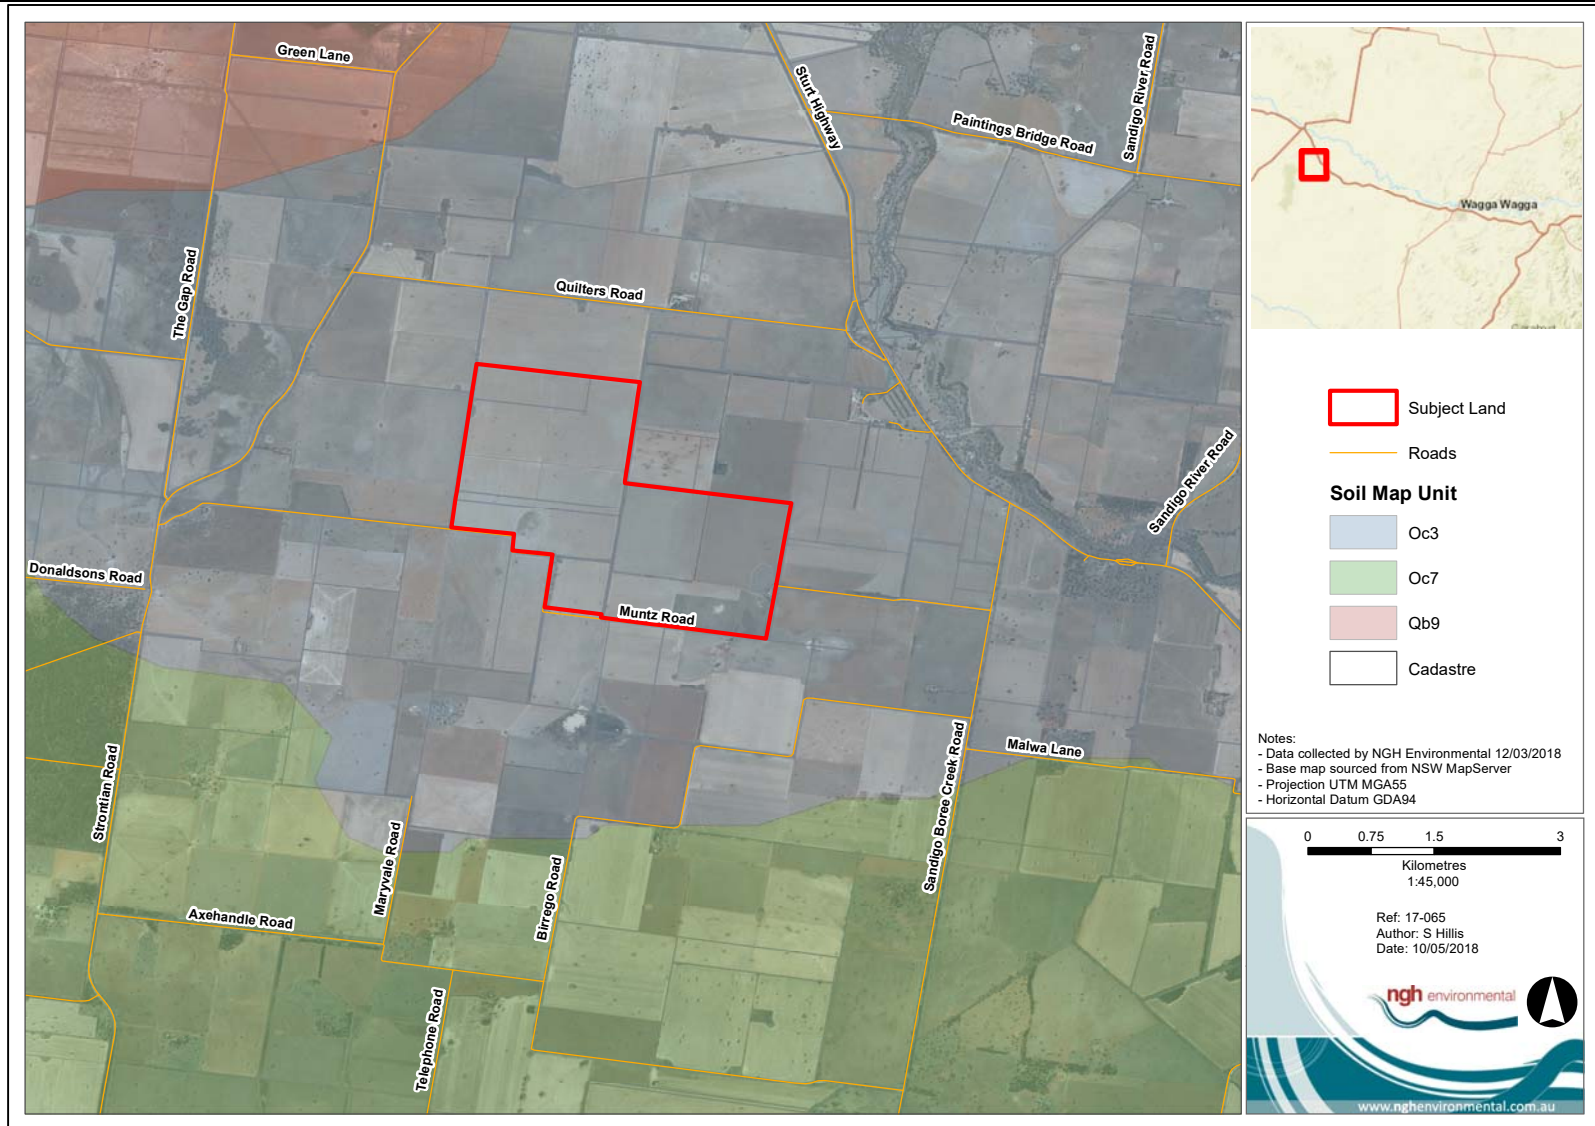 Green Lane
Sturt Highway
Sandigo River Road
Paintings Bridge Road
The Gap Road
Quilters Road
Sandigo River Road
Donaldsons Road
Muntz Road
Strontian Road
Sandigo Boree Creek Road
Malwa Lane
Maryvale Road
Birrego Road
Axehandle Road
Telephone Road
Wagga Wagga
Subject Land
Roads
Soil Map Unit
Oc3
Oc7
Qb9
Cadastre
Notes:
- Data collected by NGH Environmental 12/03/2018
- Base map sourced from NSW MapServer
- Projection UTM MGA55
- Horizontal Datum GDA94
0 0.75 1.5 3
Kilometres
1:45,000
Ref: 17-065
Author: S Hillis
Date: 10/05/2018
ngh environmental
www.nghenvironmental.com.au